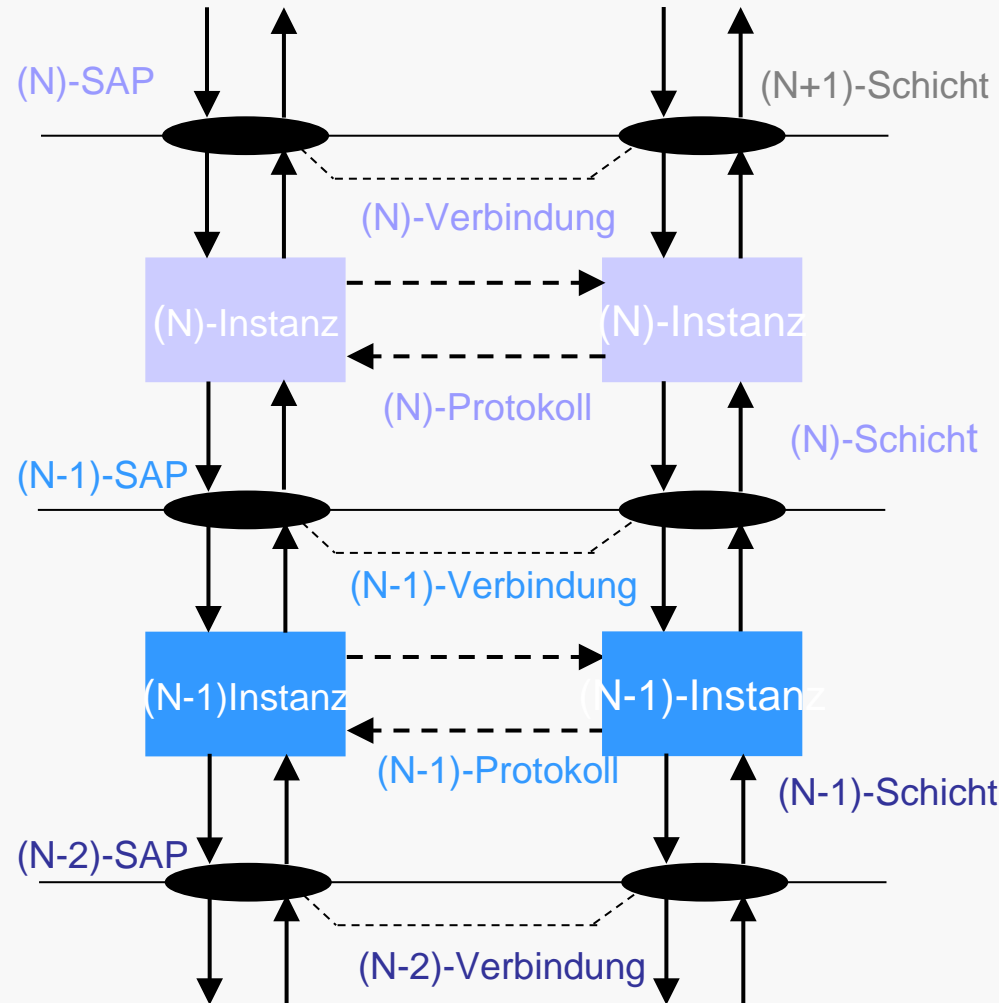 (N)-SAP
(N+1)-Schicht
(N)-Verbindung
(N)-Instanz
(N)-Instanz
(N)-Protokoll
(N)-Schicht
(N-1)-SAP
(N-1)-Verbindung
(N-1)Instanz
(N-1)-Instanz
(N-1)-Protokoll
(N-1)-Schicht
(N-2)-SAP
(N-2)-Verbindung